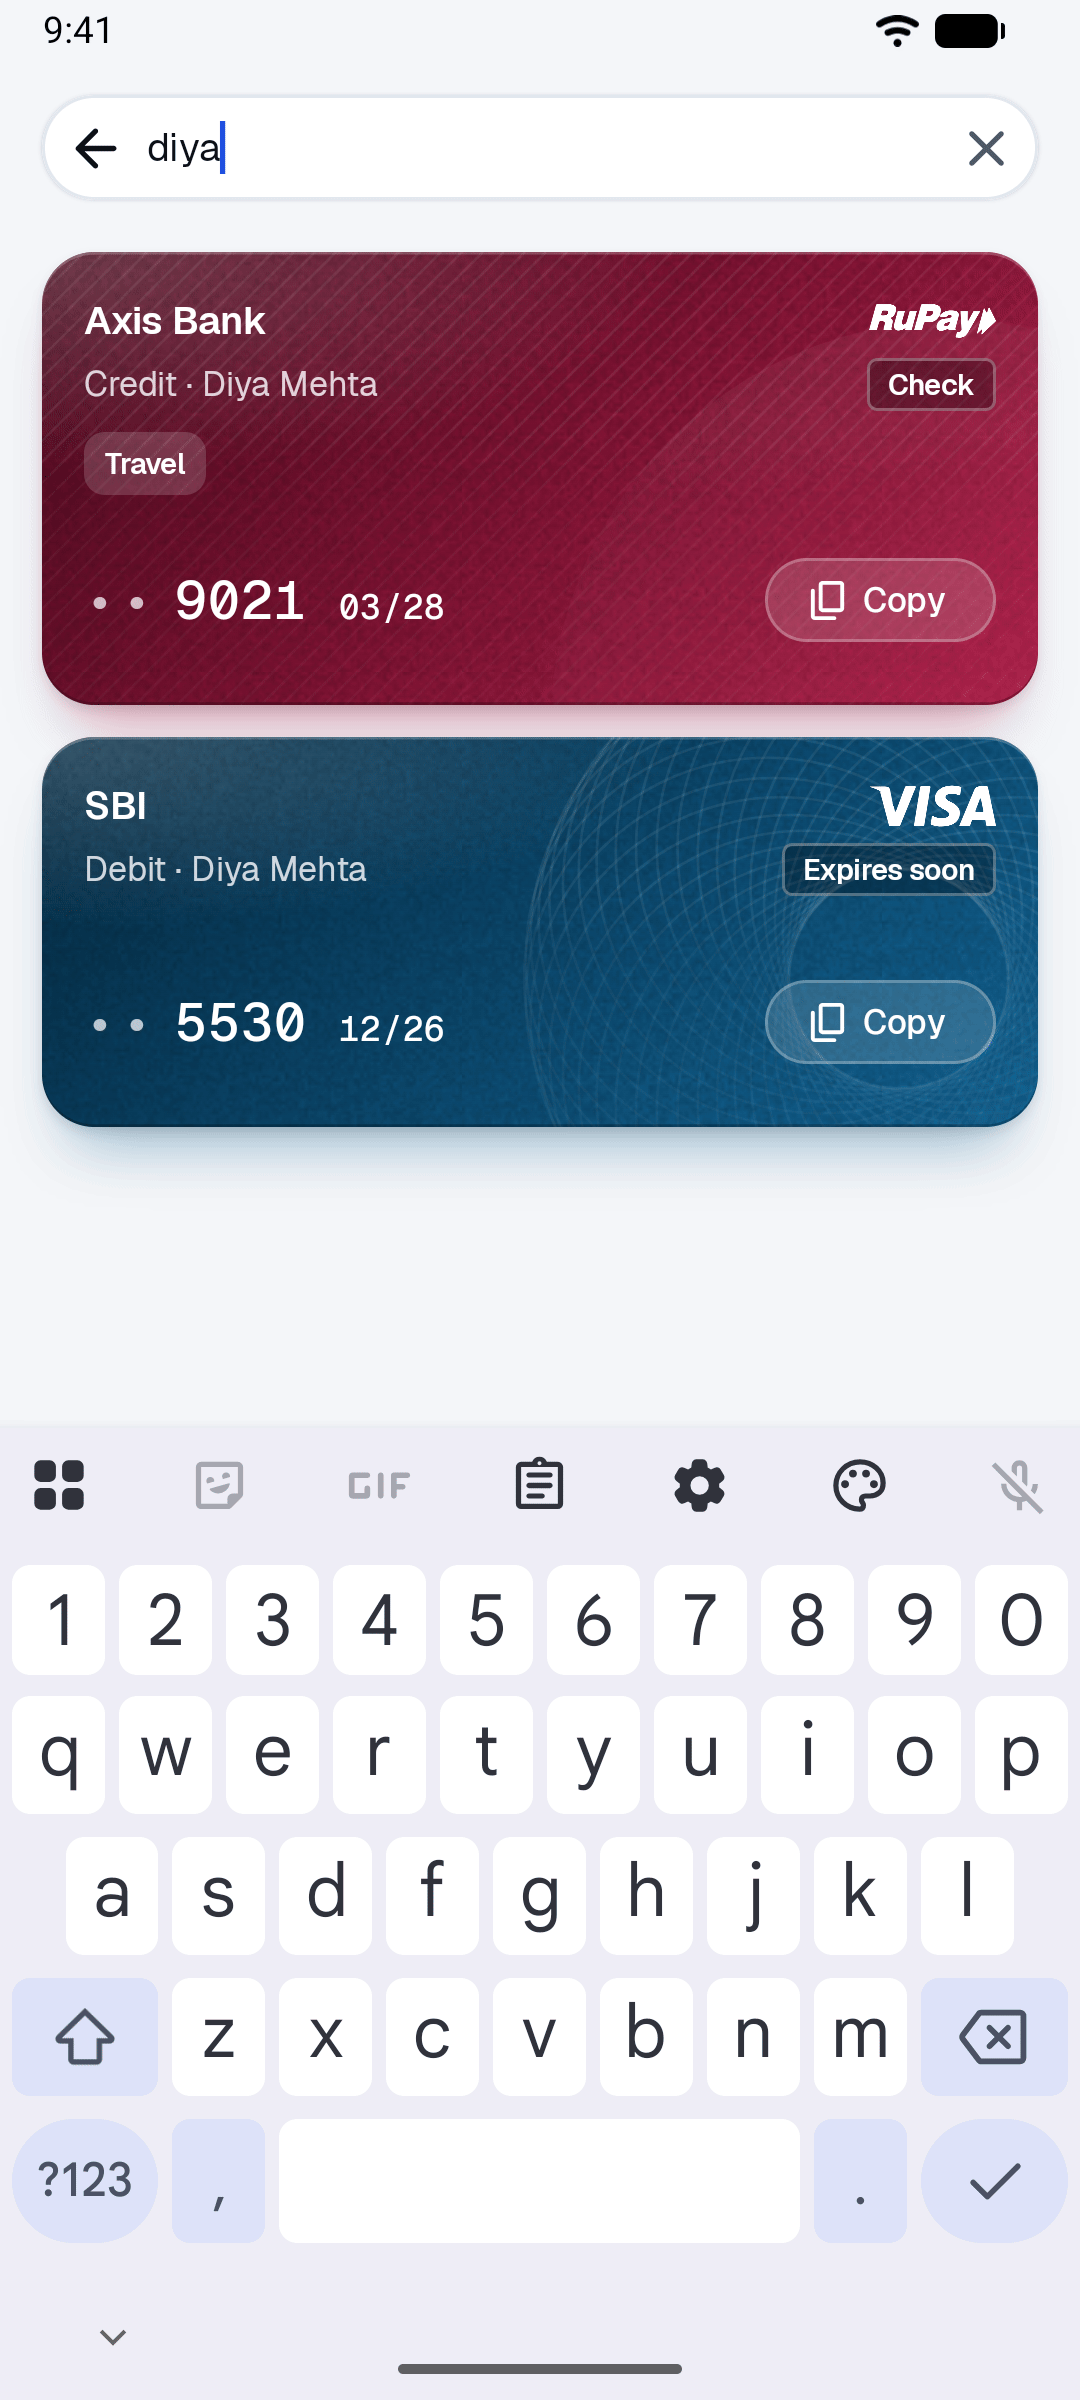 9:41
diya
Axis Bank
RuPay
Credit · Diya Mehta
Check
Travel
• • 9021 03/28
Copy
SBI
VISA
Debit · Diya Mehta
Expires soon
• • 5530 12/26
Copy
GIF
1 2 3 4 5 6 7 8 9 0
q w e r t y u i o p
a s d f g h j k l
z x c v b n m
?123 , .